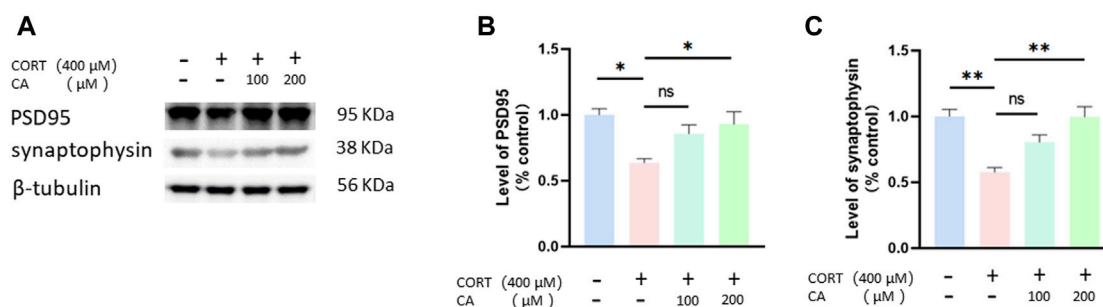 A
CORT (400 μM) - + + +
CA ( μM) - - 100 200
PSD95 95 KDa
synaptophysin 38 KDa
β-tubulin 56 KDa
B
Level of PSD95
(% control)
1.5
1.0
0.5
0.0
*
*
ns
CORT (400 μM) - + + +
CA ( μM) - - 100 200
C
Level of synaptophysin
(% control)
1.5
1.0
0.5
0.0
**
**
ns
CORT (400 μM) - + + +
CA ( μM) - - 100 200